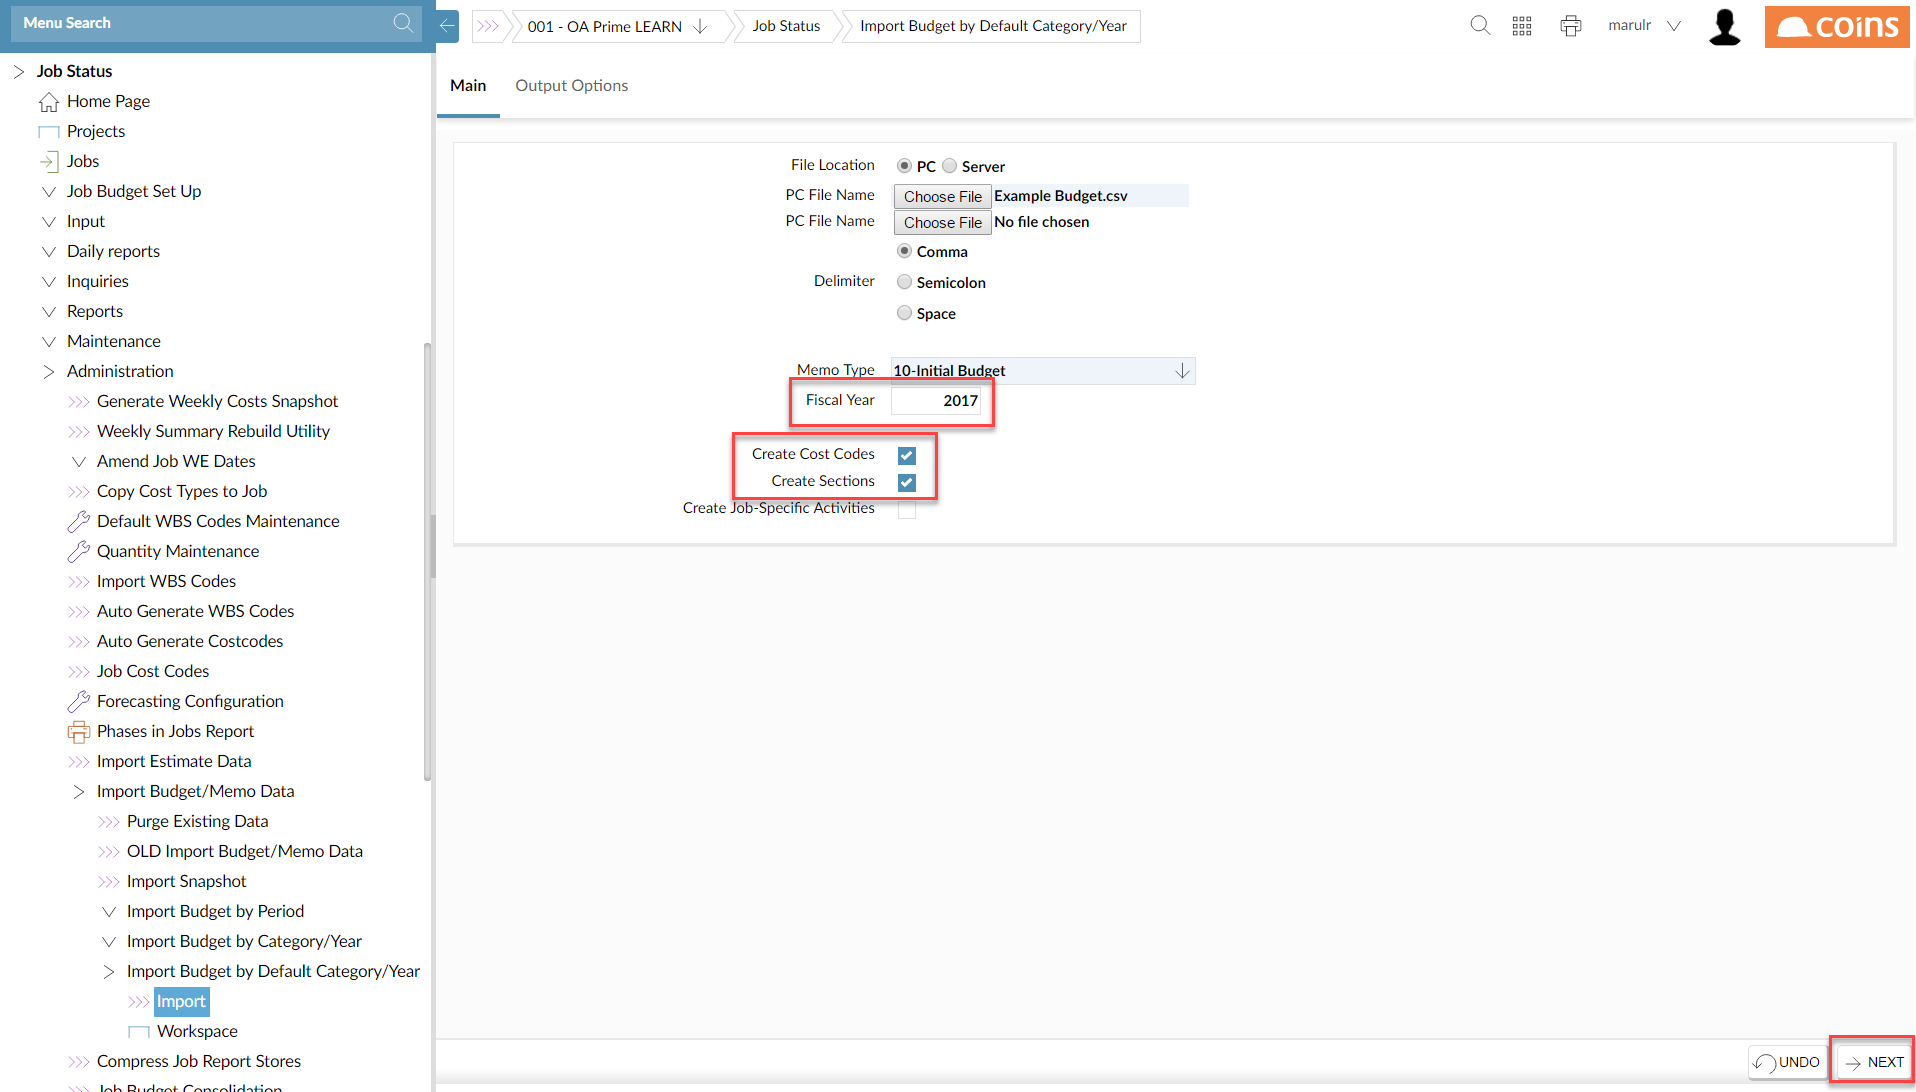 Menu Search
001 - OA Prime LEARN
Job Status
Import Budget by Default Category/Year
marulr
coins
Job Status
Home Page
Projects
Jobs
Job Budget Set Up
Input
Daily reports
Inquiries
Reports
Maintenance
Administration
Generate Weekly Costs Snapshot
Weekly Summary Rebuild Utility
Amend Job WE Dates
Copy Cost Types to Job
Default WBS Codes Maintenance
Quantity Maintenance
Import WBS Codes
Auto Generate WBS Codes
Auto Generate Costcodes
Job Cost Codes
Forecasting Configuration
Phases in Jobs Report
Import Estimate Data
Import Budget/Memo Data
Purge Existing Data
OLD Import Budget/Memo Data
Import Snapshot
Import Budget by Period
Import Budget by Category/Year
Import Budget by Default Category/Year
Import
Workspace
Compress Job Report Stores
Job Budget Consolidation
Main
Output Options
File Location PC Server
PC File Name Choose File Example Budget.csv
PC File Name Choose File No file chosen
Comma
Delimiter Semicolon
Space
Memo Type 10-Initial Budget
Fiscal Year 2017
Create Cost Codes
Create Sections
Create Job-Specific Activities
UNDO
NEXT